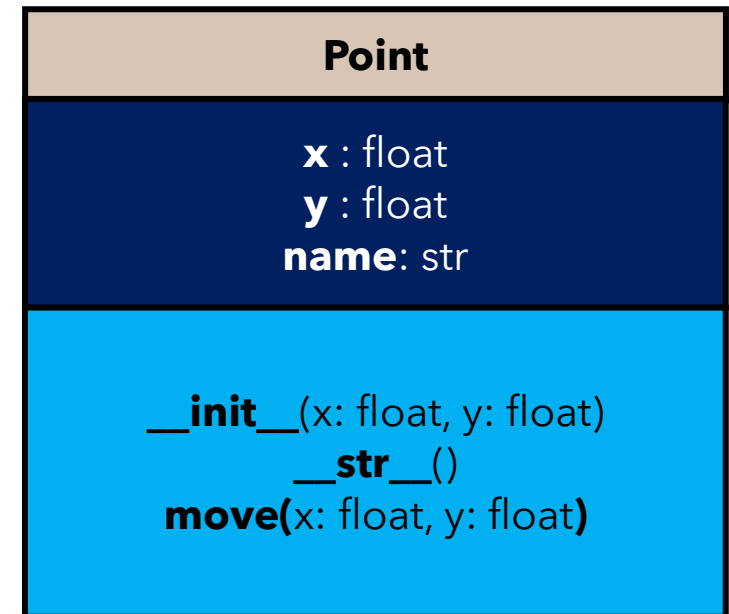 Point
x : float
y : float
name: str
__init__(x: float, y: float)
__str__()
move(x: float, y: float)